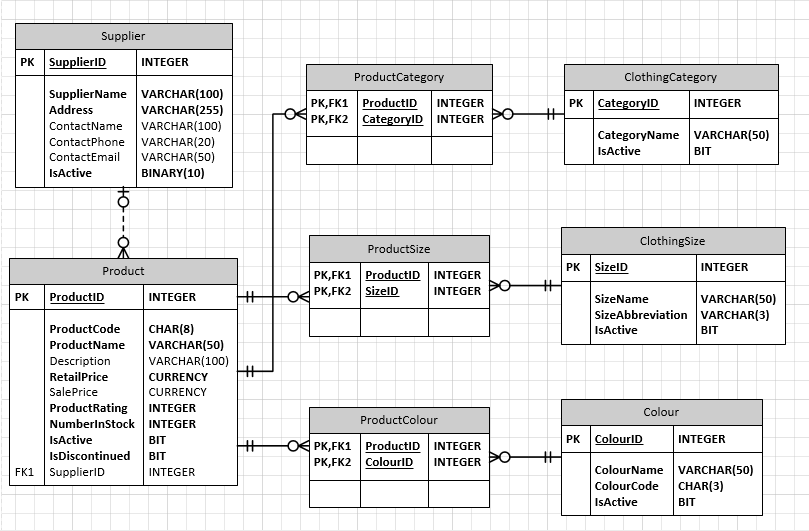 Supplier
PK SupplierID INTEGER
SupplierName VARCHAR(100)
Address VARCHAR(255)
ContactName VARCHAR(100)
ContactPhone VARCHAR(20)
ContactEmail VARCHAR(50)
IsActive BINARY(10)
Product
PK ProductID INTEGER
ProductCode CHAR(8)
ProductName VARCHAR(50)
Description VARCHAR(100)
RetailPrice CURRENCY
SalePrice CURRENCY
ProductRating INTEGER
NumberInStock INTEGER
IsActive BIT
IsDiscontinued BIT
FK1 SupplierID INTEGER
ProductCategory
PK,FK1 ProductID INTEGER
PK,FK2 CategoryID INTEGER
ClothingCategory
PK CategoryID INTEGER
CategoryName VARCHAR(50)
IsActive BIT
ProductSize
PK,FK1 ProductID INTEGER
PK,FK2 SizeID INTEGER
ClothingSize
PK SizeID INTEGER
SizeName VARCHAR(50)
SizeAbbreviation VARCHAR(3)
IsActive BIT
ProductColour
PK,FK1 ProductID INTEGER
PK,FK2 ColourID INTEGER
Colour
PK ColourID INTEGER
ColourName VARCHAR(50)
ColourCode CHAR(3)
IsActive BIT